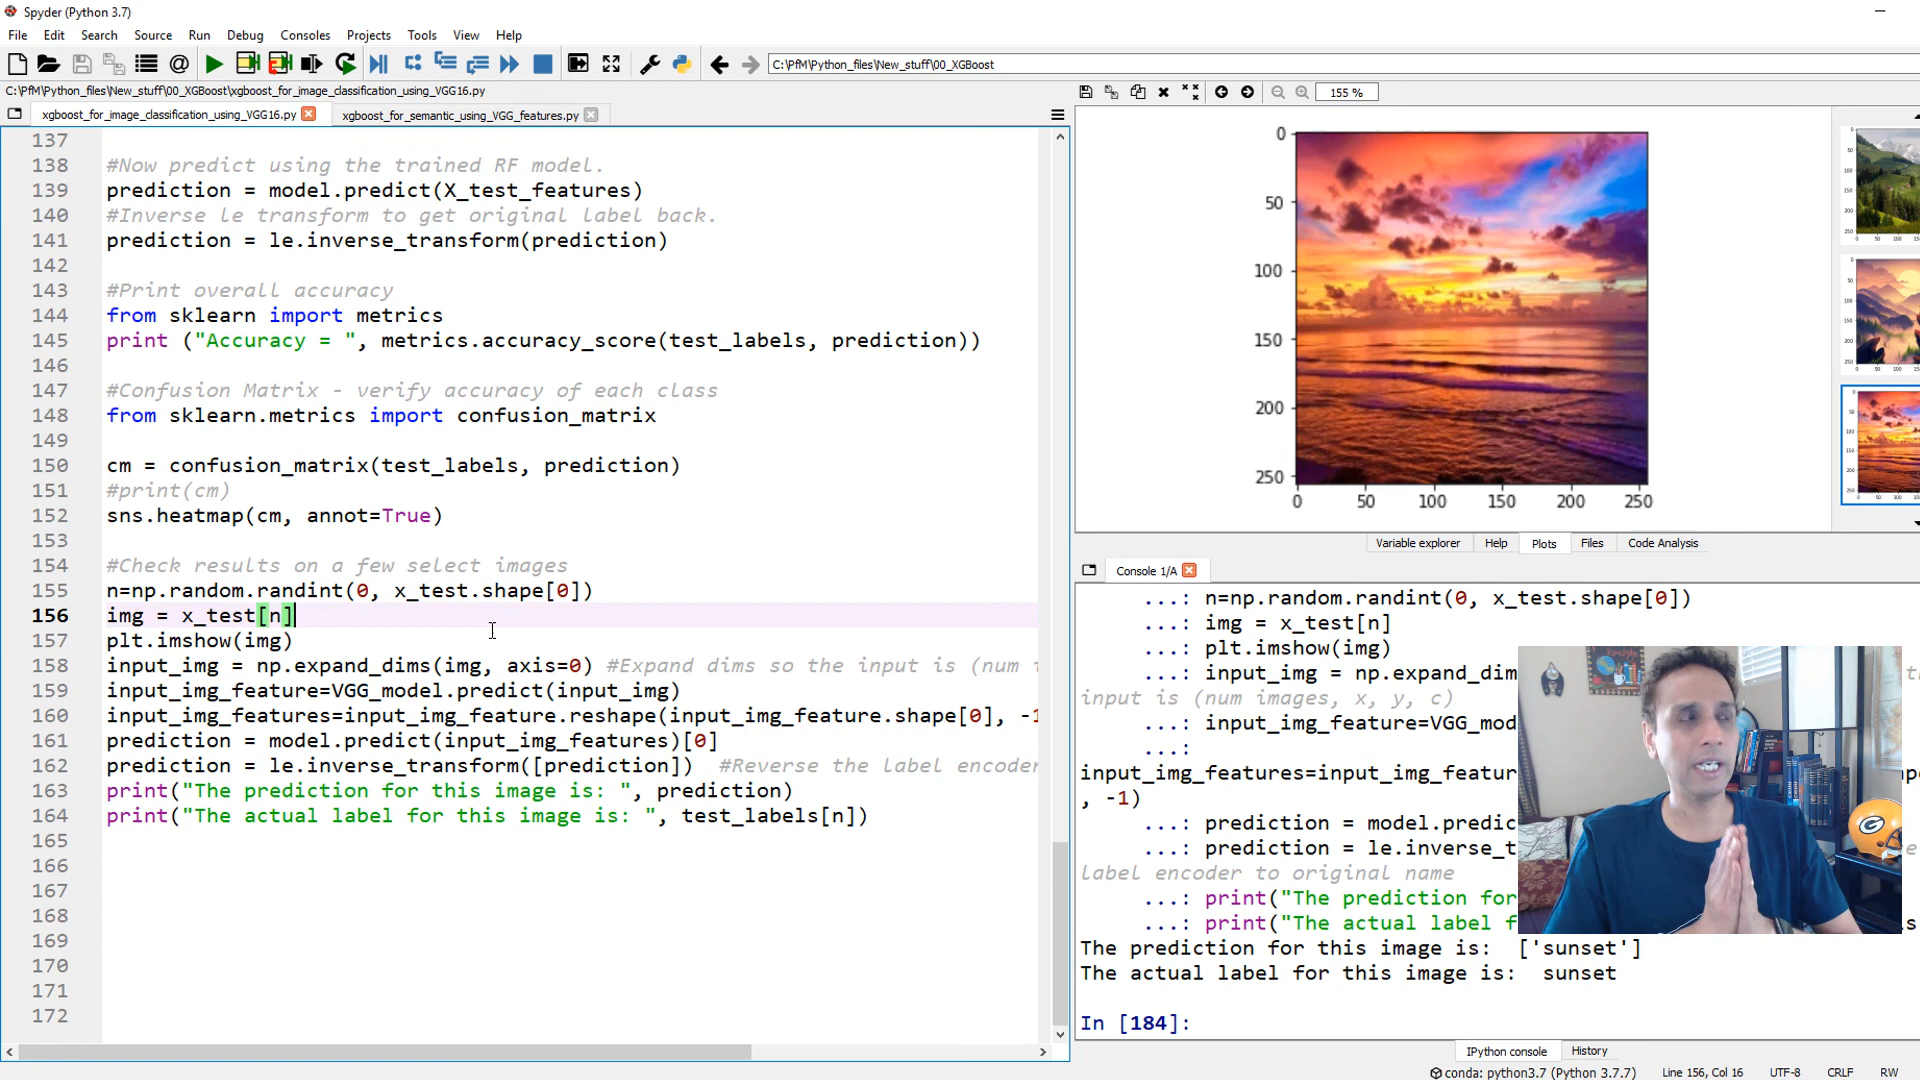 Spyder (Python 3.7)
File Edit Search Source Run Debug Consoles Projects Tools View Help
C:\PfM\Python_files\New_stuff\00_XGBoost
C:\PfM\Python_files\New_stuff\00_XGBoost\xgboost_for_image_classification_using_VGG16.py
xgboost_for_image_classification_using_VGG16.py xgboost_for_semantic_using_VGG_features.py
137
138 #Now predict using the trained RF model.
139 prediction = model.predict(X_test_features)
140 #Inverse le transform to get original label back.
141 prediction = le.inverse_transform(prediction)
142
143 #Print overall accuracy
144 from sklearn import metrics
145 print ("Accuracy = ", metrics.accuracy_score(test_labels, prediction))
146
147 #Confusion Matrix - verify accuracy of each class
148 from sklearn.metrics import confusion_matrix
149
150 cm = confusion_matrix(test_labels, prediction)
151 #print(cm)
152 sns.heatmap(cm, annot=True)
153
154 #Check results on a few select images
155 n=np.random.randint(0, x_test.shape[0])
156 img = x_test[n]
157 plt.imshow(img)
158 input_img = np.expand_dims(img, axis=0) #Expand dims so the input is (num
159 input_img_feature=VGG_model.predict(input_img)
160 input_img_features=input_img_feature.reshape(input_img_feature.shape[0], -1
161 prediction = model.predict(input_img_features)[0]
162 prediction = le.inverse_transform([prediction]) #Reverse the label encoder
163 print("The prediction for this image is: ", prediction)
164 print("The actual label for this image is: ", test_labels[n])
165
166
167
168
169
170
171
172
155 %
0
50
100
150
200
250
0 50 100 150 200 250
Variable explorer Help Plots Files Code Analysis
Console 1/A
...: n=np.random.randint(0, x_test.shape[0])
...: img = x_test[n]
...: plt.imshow(img)
...: input_img = np.expand_dim
input is (num images, x, y, c)
...: input_img_feature=VGG_mod
...:
input_img_features=input_img_featur
, -1)
...: prediction = model.predic
...: prediction = le.inverse_t
label encoder to original name
...: print("The prediction for
...: print("The actual label f
The prediction for this image is: ['sunset']
The actual label for this image is: sunset
In [184]:
IPython console History
conda: python3.7 (Python 3.7.7) Line 156, Col 16 UTF-8 CRLF RW